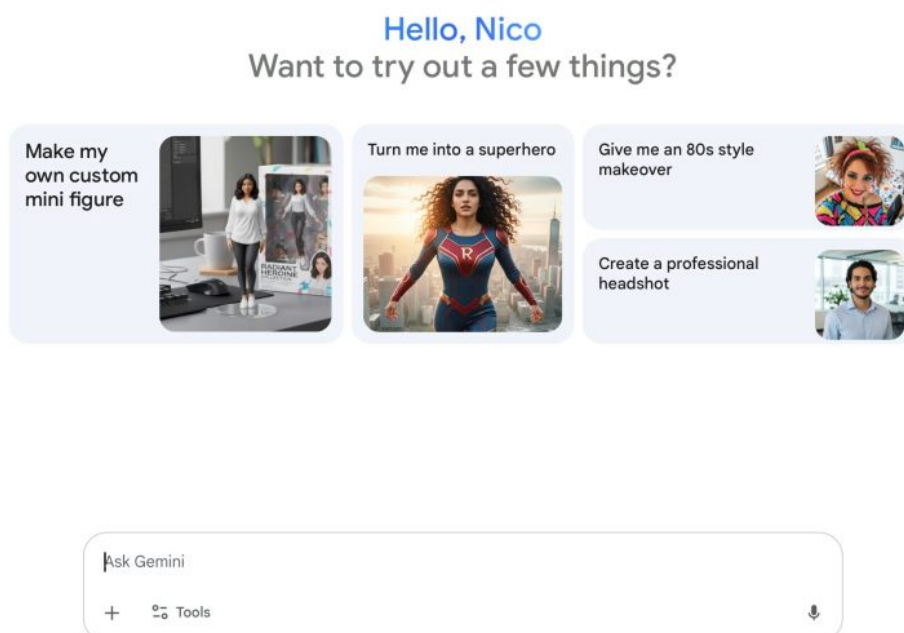 Hello, Nico
Want to try out a few things?
Make my
own custom
mini figure
RADIANT
HEROINE
Turn me into a superhero
R
Give me an 80s style
makeover
Create a professional
headshot
Ask Gemini
Tools